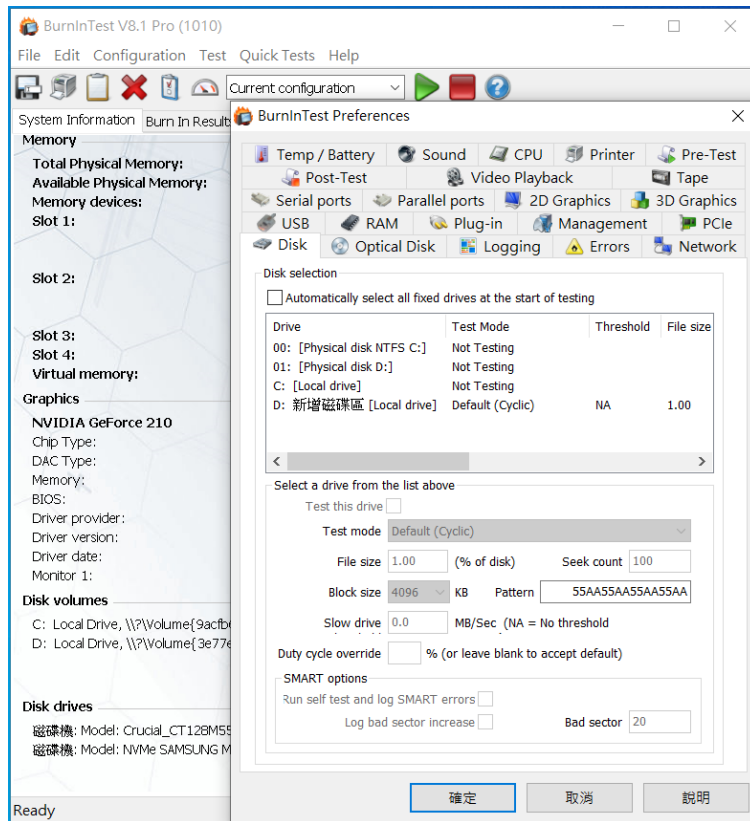 BurnInTest V8.1 Pro (1010)
File Edit Configuration Test Quick Tests Help
Current configuration
System Information Burn In Results
Memory
Total Physical Memory:
Available Physical Memory:
Memory devices:
Slot 1:
Slot 2:
Slot 3:
Slot 4:
Virtual memory:
Graphics
NVIDIA GeForce 210
Chip Type:
DAC Type:
Memory:
BIOS:
Driver provider:
Driver version:
Driver date:
Monitor 1:
Disk volumes
C: Local Drive, \\?\Volume{9acfb
D: Local Drive, \\?\Volume{3e77e
Disk drives
磁碟機: Model: Crucial_CT128M55
磁碟機: Model: NVMe SAMSUNG M
Ready
BurnInTest Preferences
Temp / Battery Sound CPU Printer Pre-Test
Post-Test Video Playback Tape
Serial ports Parallel ports 2D Graphics 3D Graphics
USB RAM Plug-in Management PCIe
Disk Optical Disk Logging Errors Network
Disk selection
Automatically select all fixed drives at the start of testing
Drive Test Mode Threshold File size
00: [Physical disk NTFS C:] Not Testing
01: [Physical disk D:] Not Testing
C: [Local drive] Not Testing
D: 新增磁碟區 [Local drive] Default (Cyclic) NA 1.00
Select a drive from the list above
Test this drive
Test mode Default (Cyclic)
File size 1.00 (% of disk) Seek count 100
Block size 4096 KB Pattern 55AA55AA55AA55AA
Slow drive 0.0 MB/Sec (NA = No threshold
Duty cycle override % (or leave blank to accept default)
SMART options
Run self test and log SMART errors
Log bad sector increase Bad sector 20
確定 取消 說明